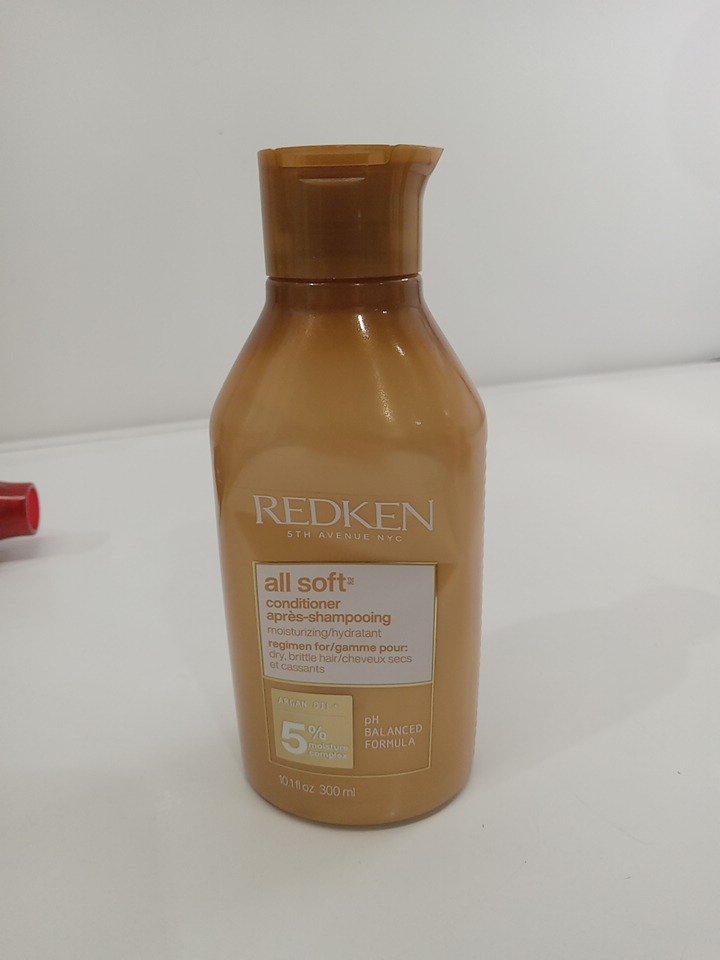 REDKEN
5TH AVENUE NYC
all soft™
conditioner
après-shampooing
moisturizing/hydratant
regimen for/gamme pour:
dry, brittle hair/cheveux secs
et cassants
ARGAN OIL +
5%
moisture
complex
pH
BALANCED
FORMULA
10.1 fl oz 300 ml